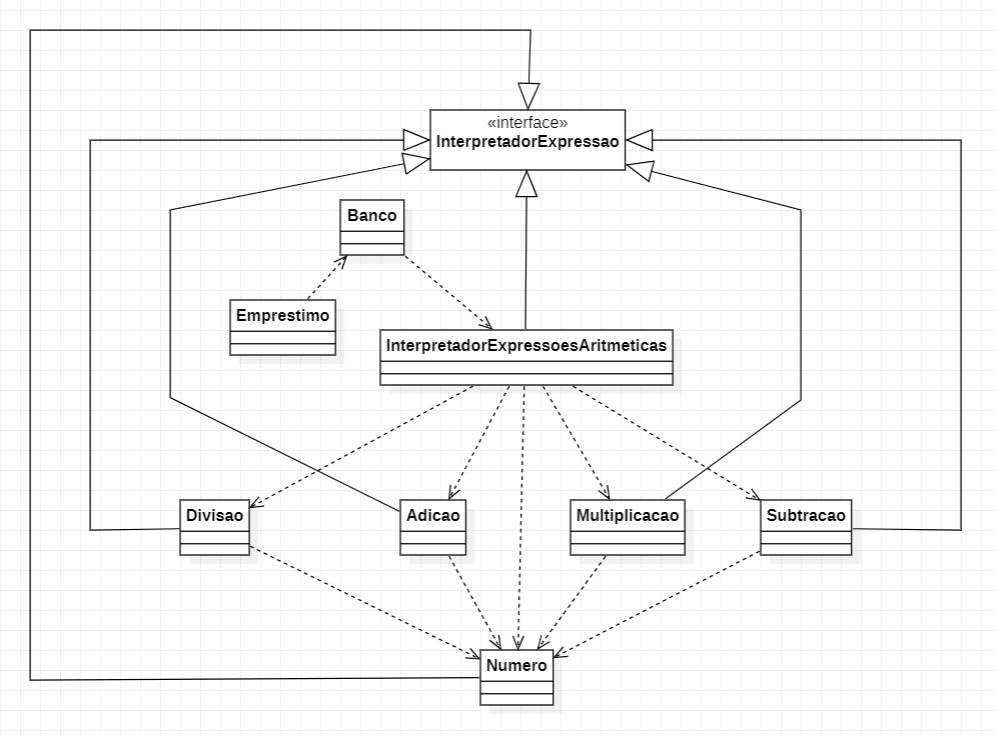 «interface»
InterpretadorExpressao
Banco
Emprestimo
InterpretadorExpressoesAritmeticas
Divisao
Adicao
Multiplicacao
Subtracao
Numero